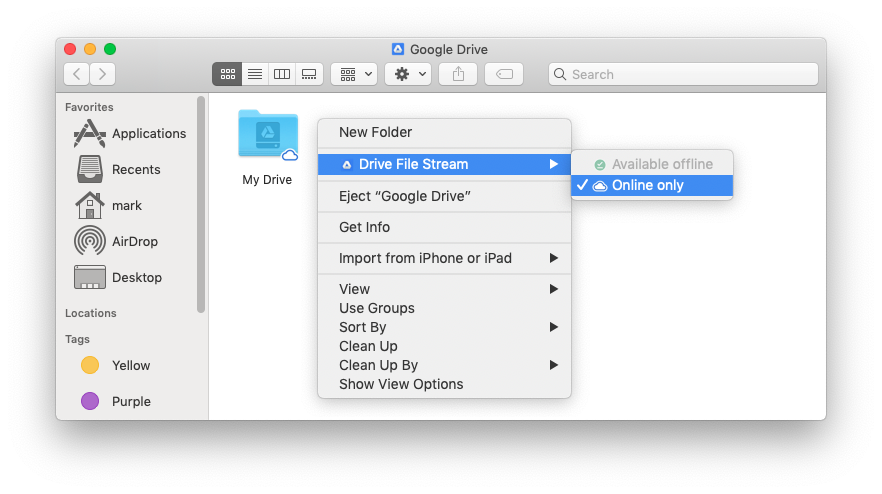 Google Drive
Search
Favorites
Applications
Recents
mark
AirDrop
Desktop
Locations
Tags
Yellow
Purple
My Drive
New Folder
Drive File Stream
Eject “Google Drive”
Get Info
Import from iPhone or iPad
View
Use Groups
Sort By
Clean Up
Clean Up By
Show View Options
Available offline
Online only